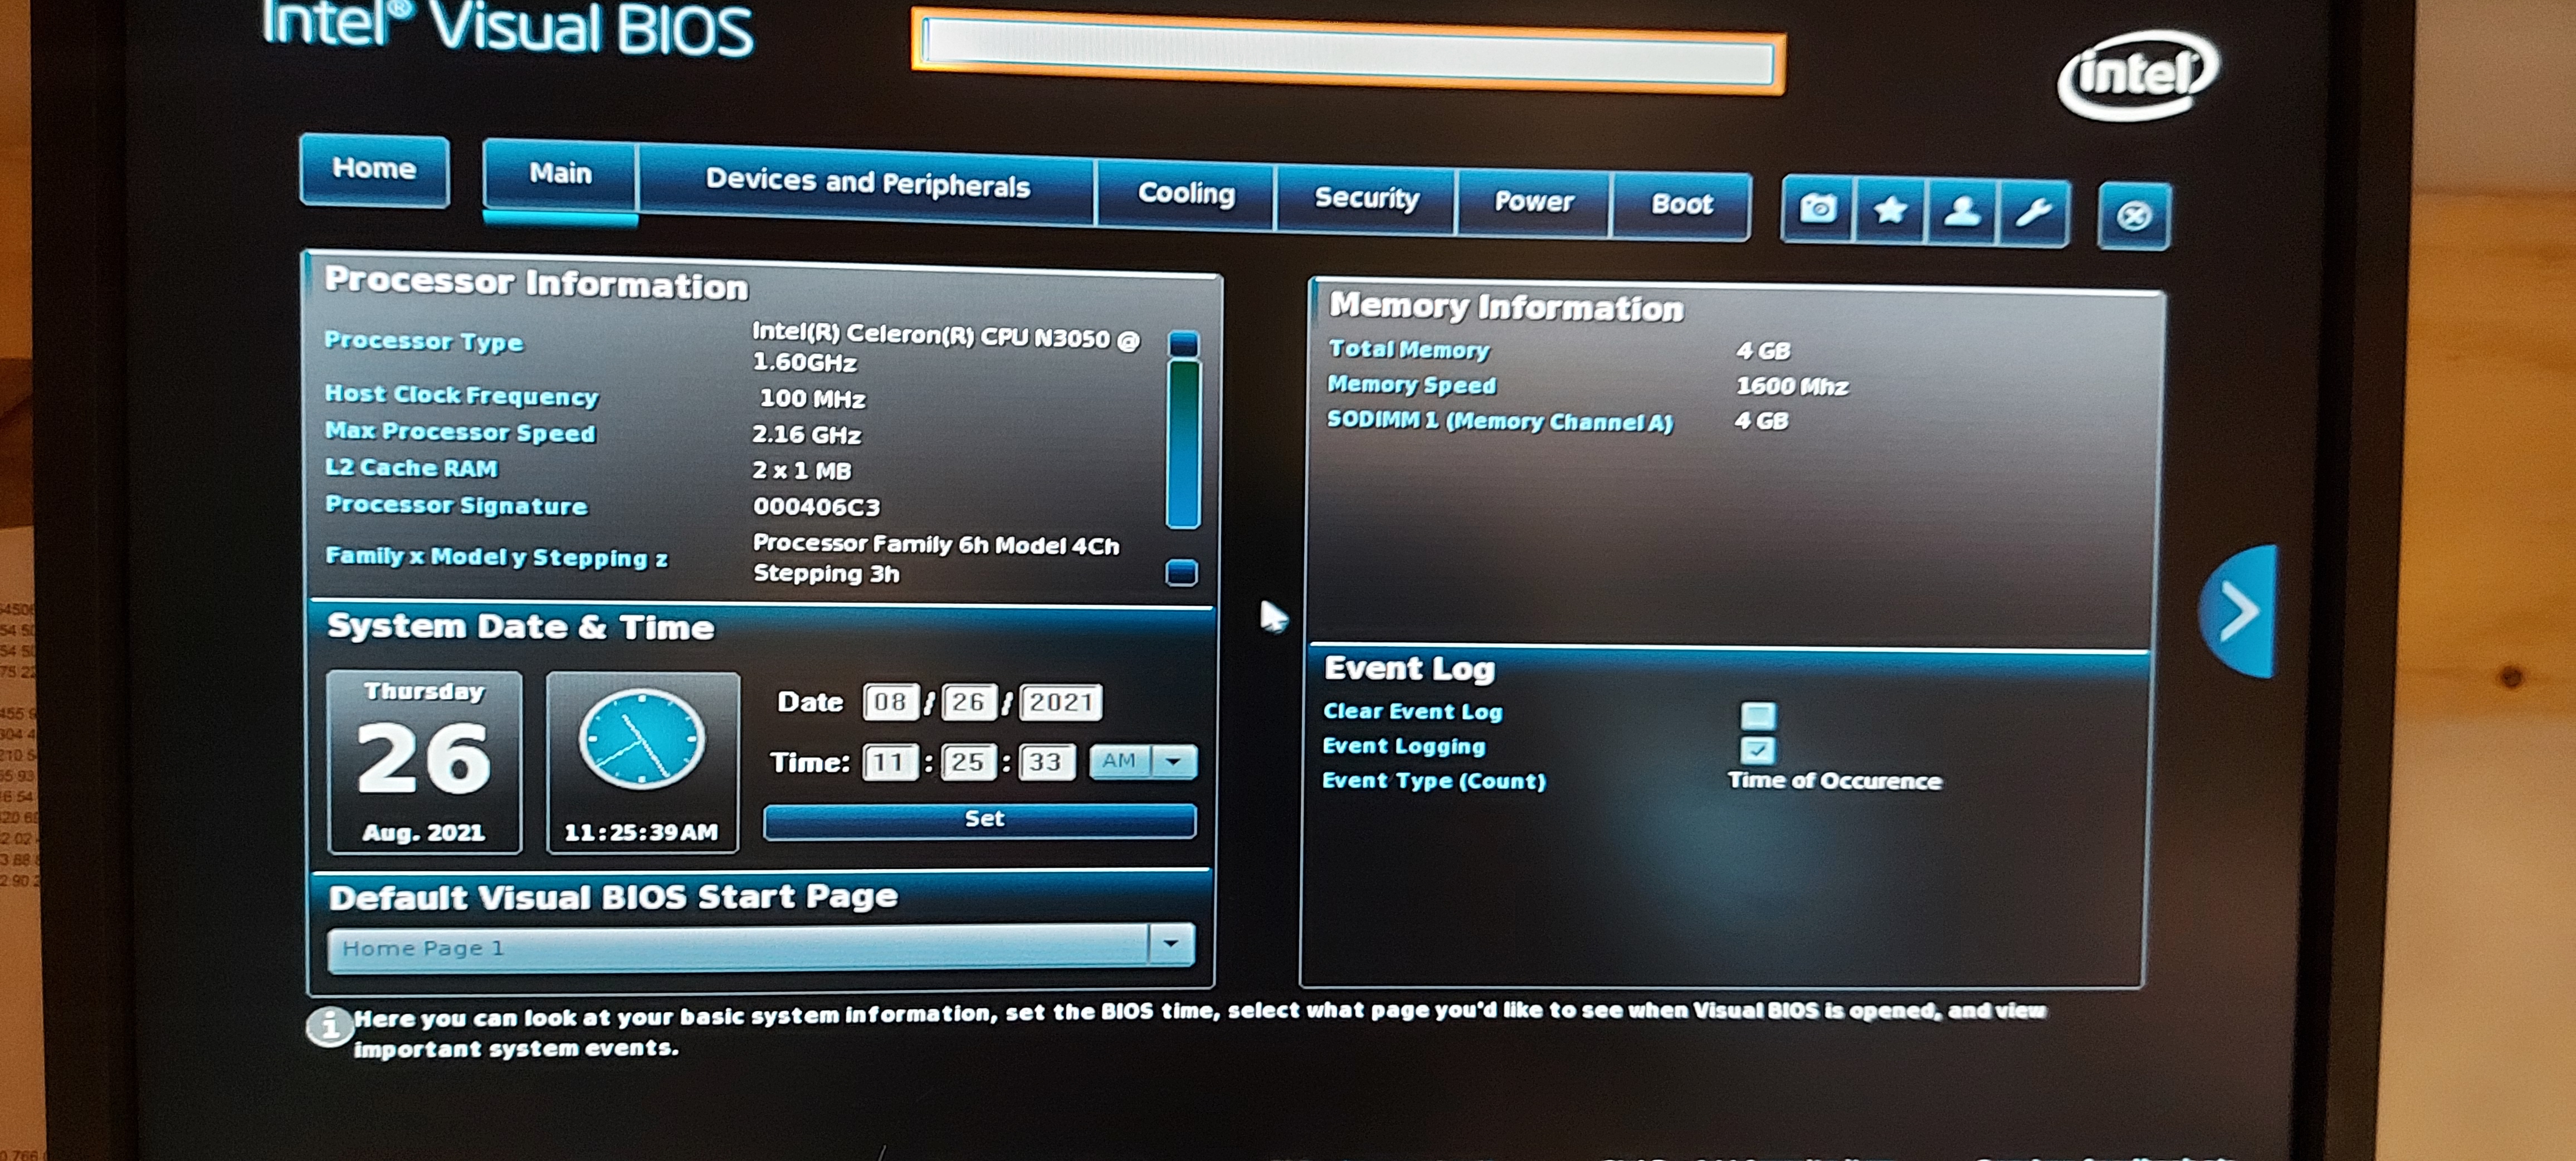 Intel® Visual BIOS
intel
Home
Main
Devices and Peripherals
Cooling
Security
Power
Boot
Processor Information
Processor Type Intel(R) Celeron(R) CPU N3050 @
1.60GHz
Host Clock Frequency 100 MHz
Max Processor Speed 2.16 GHz
L2 Cache RAM 2 x 1 MB
Processor Signature 000406C3
Family x Model y Stepping z Processor Family 6h Model 4Ch
Stepping 3h
System Date & Time
Thursday
26
Aug. 2021
11:25:39AM
Date 08 / 26 / 2021
Time: 11 : 25 : 33 AM
Set
Default Visual BIOS Start Page
Home Page 1
Memory Information
Total Memory 4 GB
Memory Speed 1600 Mhz
SODIMM 1 (Memory Channel A) 4 GB
Event Log
Clear Event Log
Event Logging
Event Type (Count) Time of Occurence
Here you can look at your basic system information, set the BIOS time, select what page you'd like to see when Visual BIOS is opened, and view
important system events.